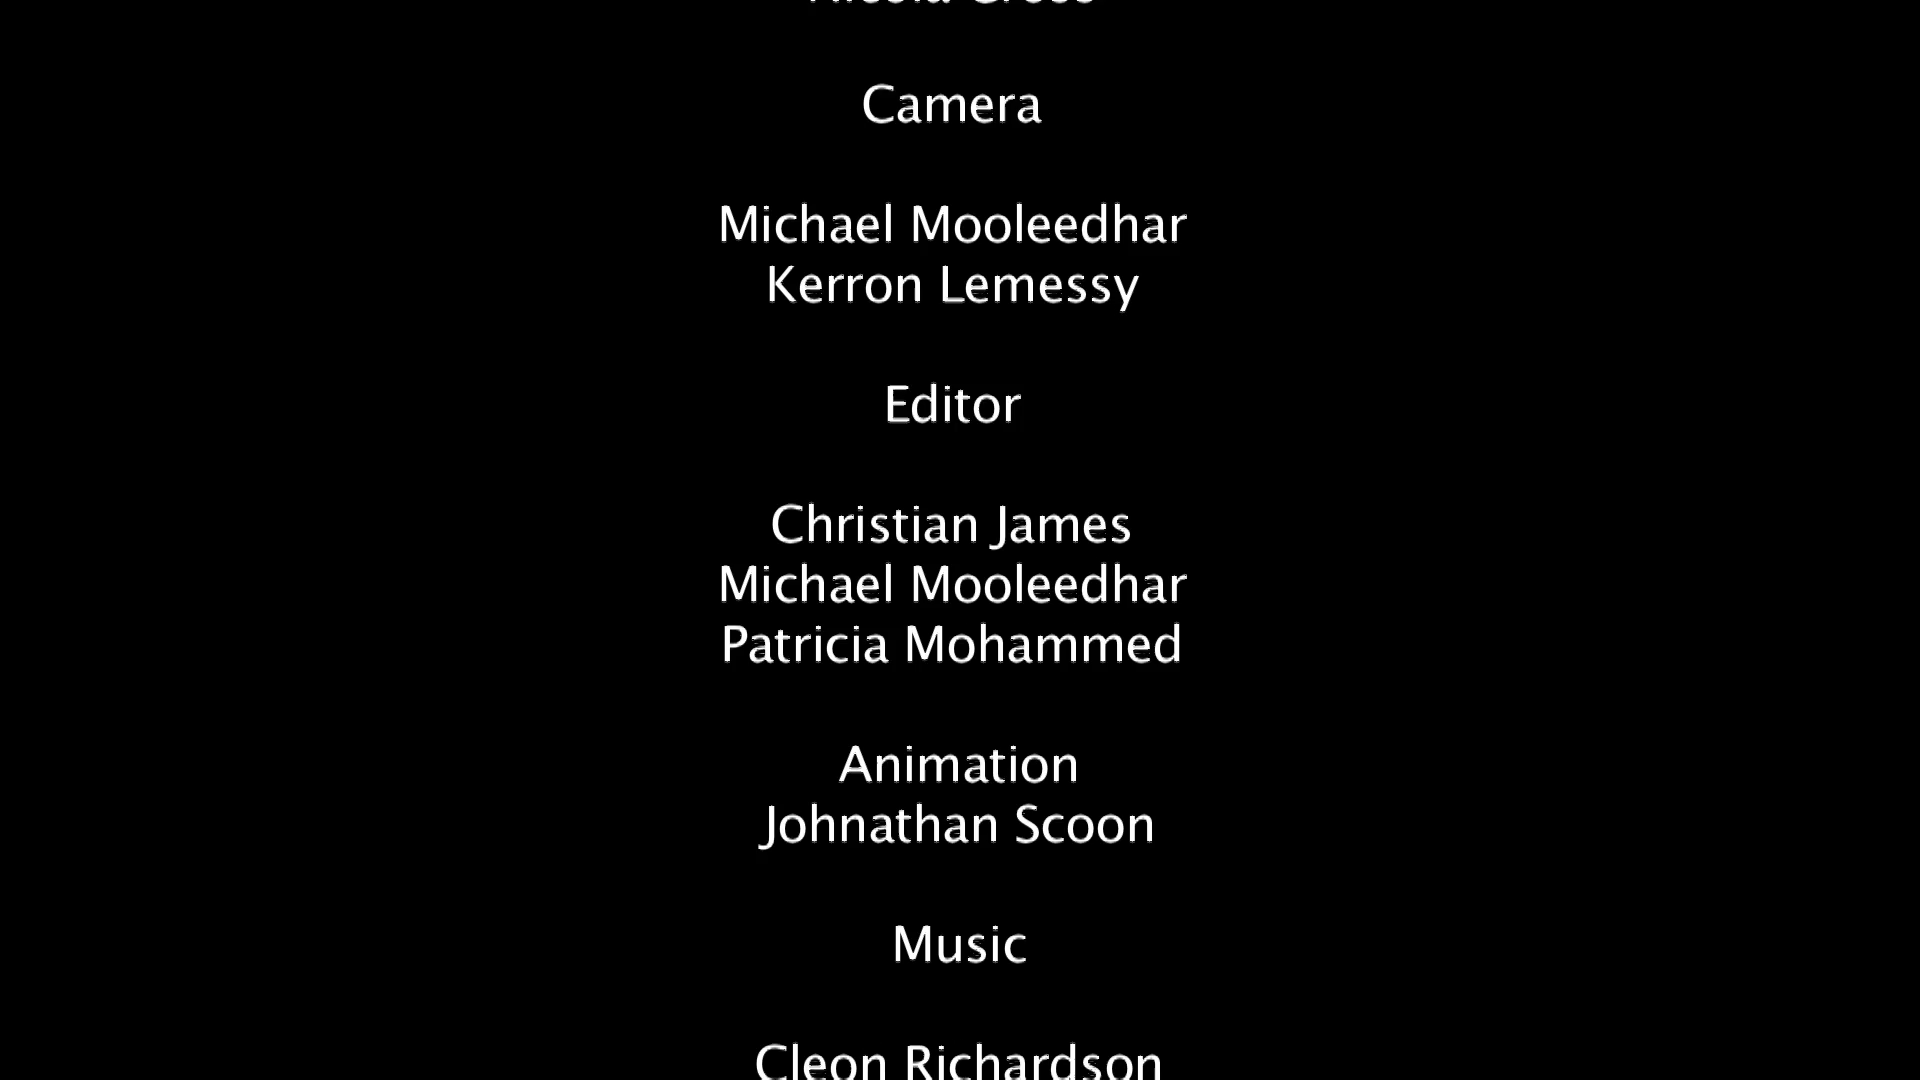 Camera
Michael Mooleedhar
Kerron Lemessy
Editor
Christian James
Michael Mooleedhar
Patricia Mohammed
Animation
Johnathan Scoon
Music
Cleon Richardson